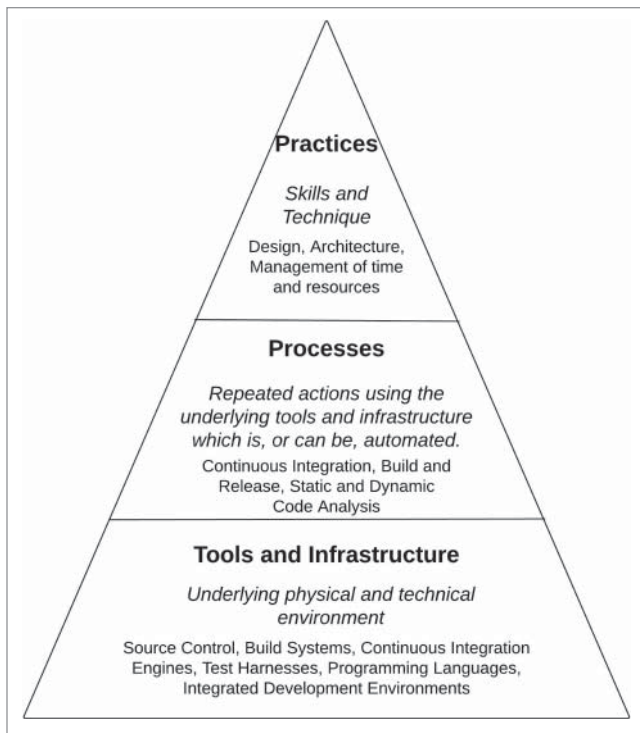 Practices
Skills and
Technique
Design, Architecture,
Management of time
and resources
Processes
Repeated actions using the
underlying tools and infrastructure
which is, or can be, automated.
Continuous Integration, Build and
Release, Static and Dynamic
Code Analysis
Tools and Infrastructure
Underlying physical and technical
environment
Source Control, Build Systems, Continuous Integration
Engines, Test Harnesses, Programming Languages,
Integrated Development Environments